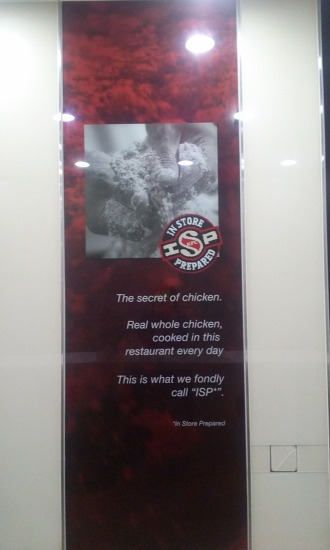 IN STORE
HSP
PREPARED
The secret of chicken.
Real whole chicken,
cooked in this
restaurant every day
This is what we fondly
call "ISP*".
*In Store Prepared